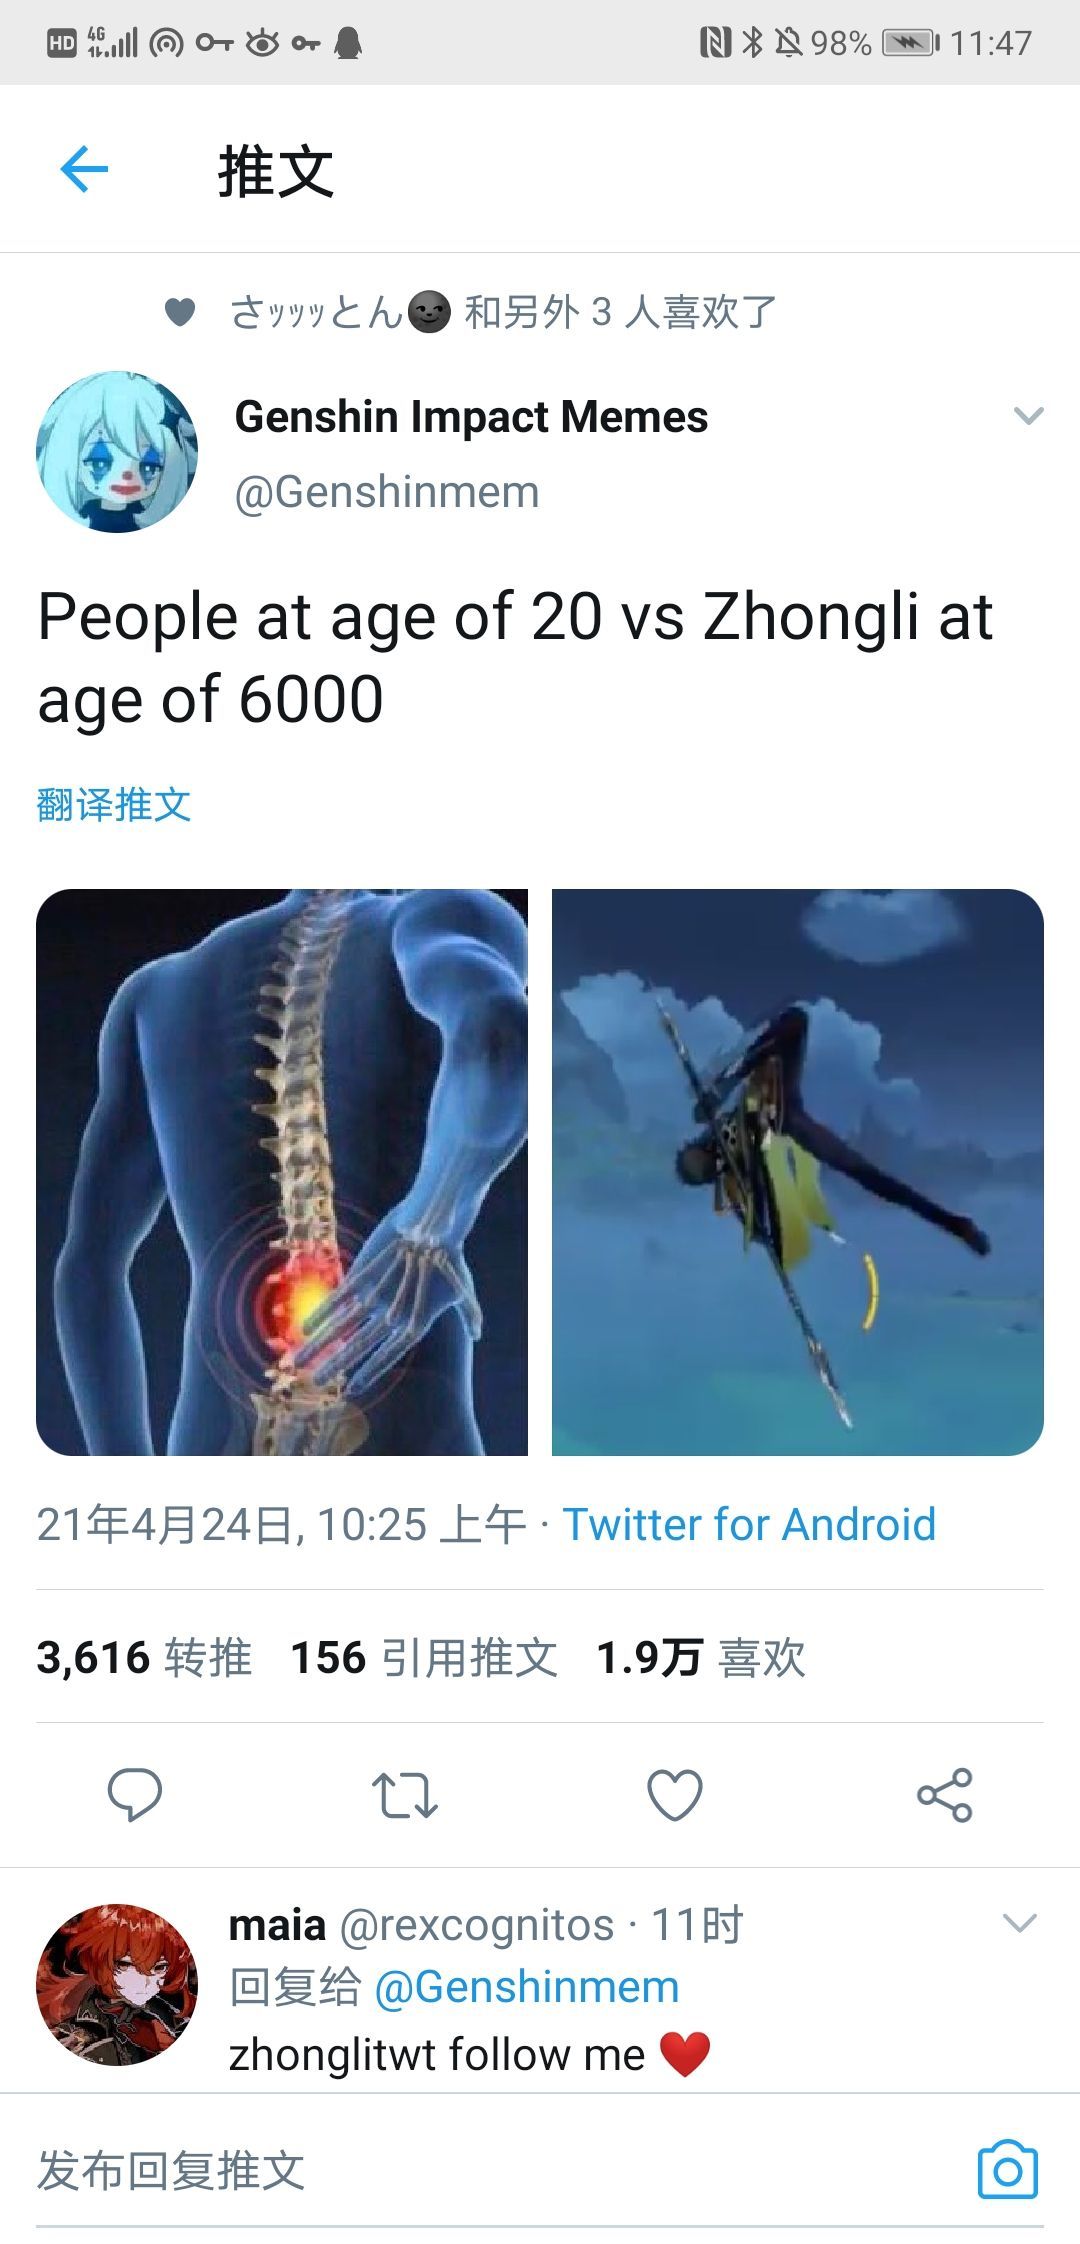 HD 4G 98% 11:47
推文
さッッッとん🌚 和另外 3 人喜欢了
Genshin Impact Memes
@Genshinmem
People at age of 20 vs Zhongli at
age of 6000
翻译推文
21年4月24日, 10:25 上午 · Twitter for Android
3,616 转推 156 引用推文 1.9万 喜欢
maia @rexcognitos · 11时
回复给 @Genshinmem
zhonglitwt follow me ❤️
发布回复推文